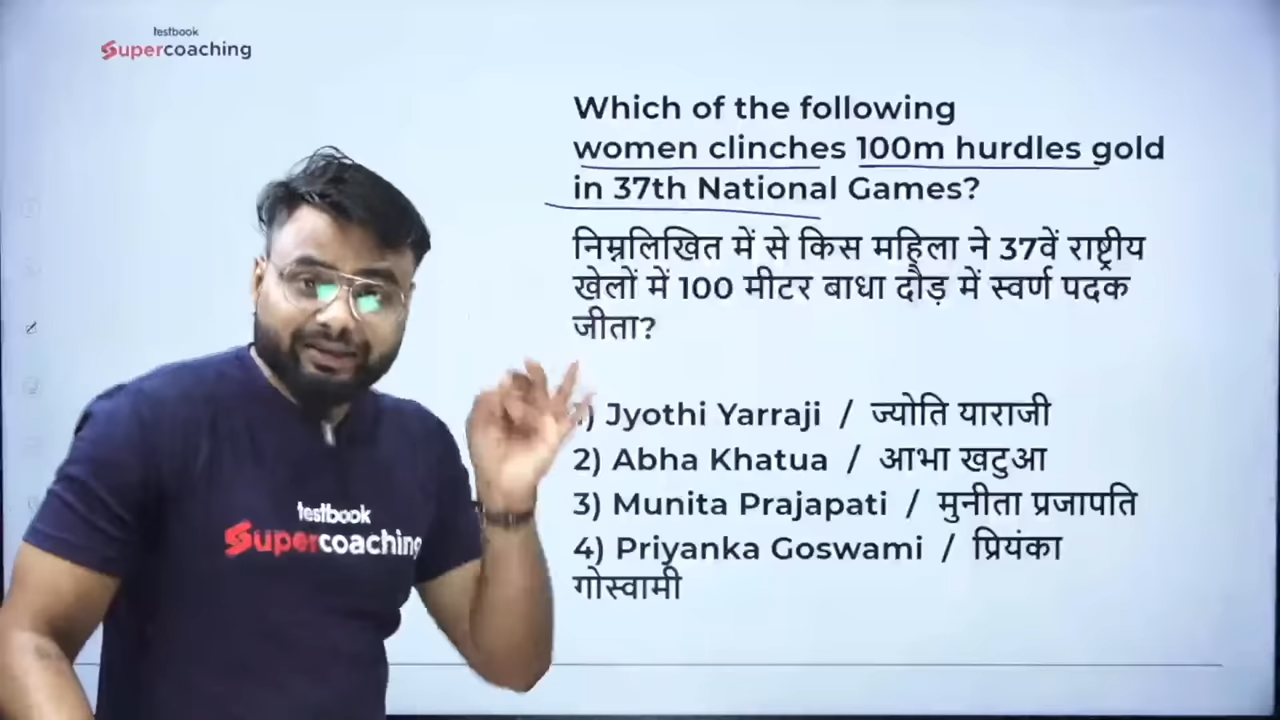 testbook
Supercoaching
Which of the following
women clinches 100m hurdles gold
in 37th National Games?
निम्नलिखित में से किस महिला ने 37वें राष्ट्रीय
खेलों में 100 मीटर बाधा दौड़ में स्वर्ण पदक
जीता?
1) Jyothi Yarraji / ज्योति याराजी
2) Abha Khatua / आभा खटुआ
3) Munita Prajapati / मुनीता प्रजापति
4) Priyanka Goswami / प्रियंका
गोस्वामी
testbook
Supercoaching